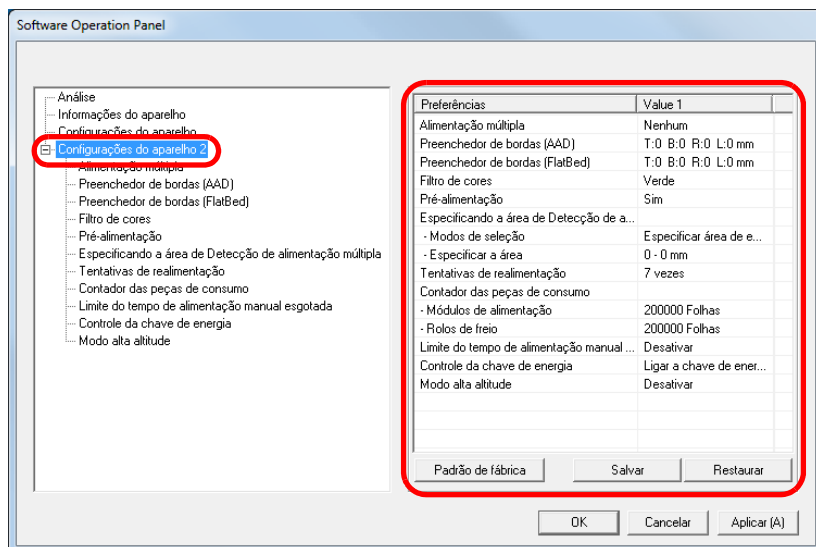 Software Operation Panel
Análise
Informações do aparelho
Configurações do aparelho
Configurações do aparelho 2
Alimentação múltipla
Preenchedor de bordas (AAD)
Preenchedor de bordas (FlatBed)
Filtro de cores
Pré-alimentação
Especificando a área de Detecção de alimentação múltipla
Tentativas de realimentação
Contador das peças de consumo
Limite do tempo de alimentação manual esgotada
Controle da chave de energia
Modo alta altitude
Preferências Value 1
Alimentação múltipla Nenhum
Preenchedor de bordas (AAD) T:0 B:0 R:0 L:0 mm
Preenchedor de bordas (FlatBed) T:0 B:0 R:0 L:0 mm
Filtro de cores Verde
Pré-alimentação Sim
Especificando a área de Detecção de a...
- Modos de seleção Especificar área de e...
- Especificar a área 0 - 0 mm
Tentativas de realimentação 7 vezes
Contador das peças de consumo
- Módulos de alimentação 200000 Folhas
- Rolos de freio 200000 Folhas
Limite do tempo de alimentação manual ... Desativar
Controle da chave de energia Ligar a chave de ener...
Modo alta altitude Desativar
Padrão de fábrica Salvar Restaurar
OK Cancelar Aplicar (A)